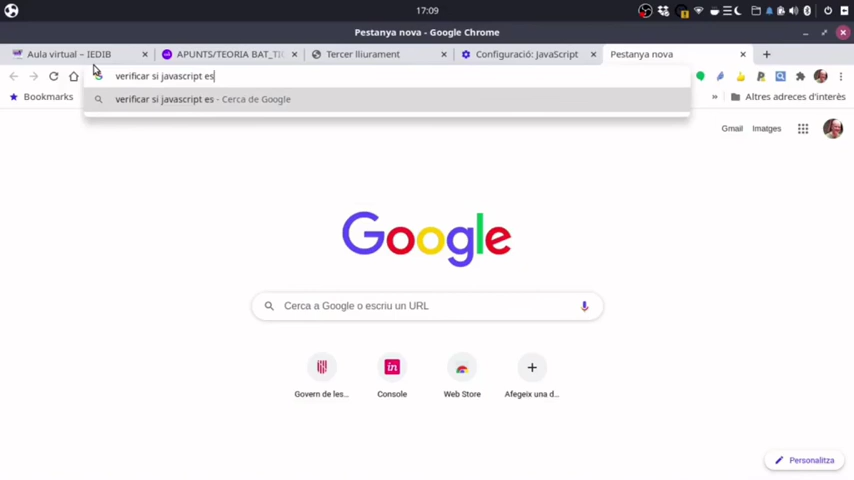 17:09
Pestanya nova - Google Chrome
Aula virtual – IEDIB
APUNTS/TEORIA BAT_TI
Tercer lliurament
Configuració: JavaScript
Pestanya nova
verificar si javascript es
Bookmarks
verificar si javascript es - Cerca de Google
» Altres adreces d'interès
Gmail Imatges
Google
Cerca a Google o escriu un URL
Govern de les...
Console
Web Store
Afegeix una d...
Personalitza